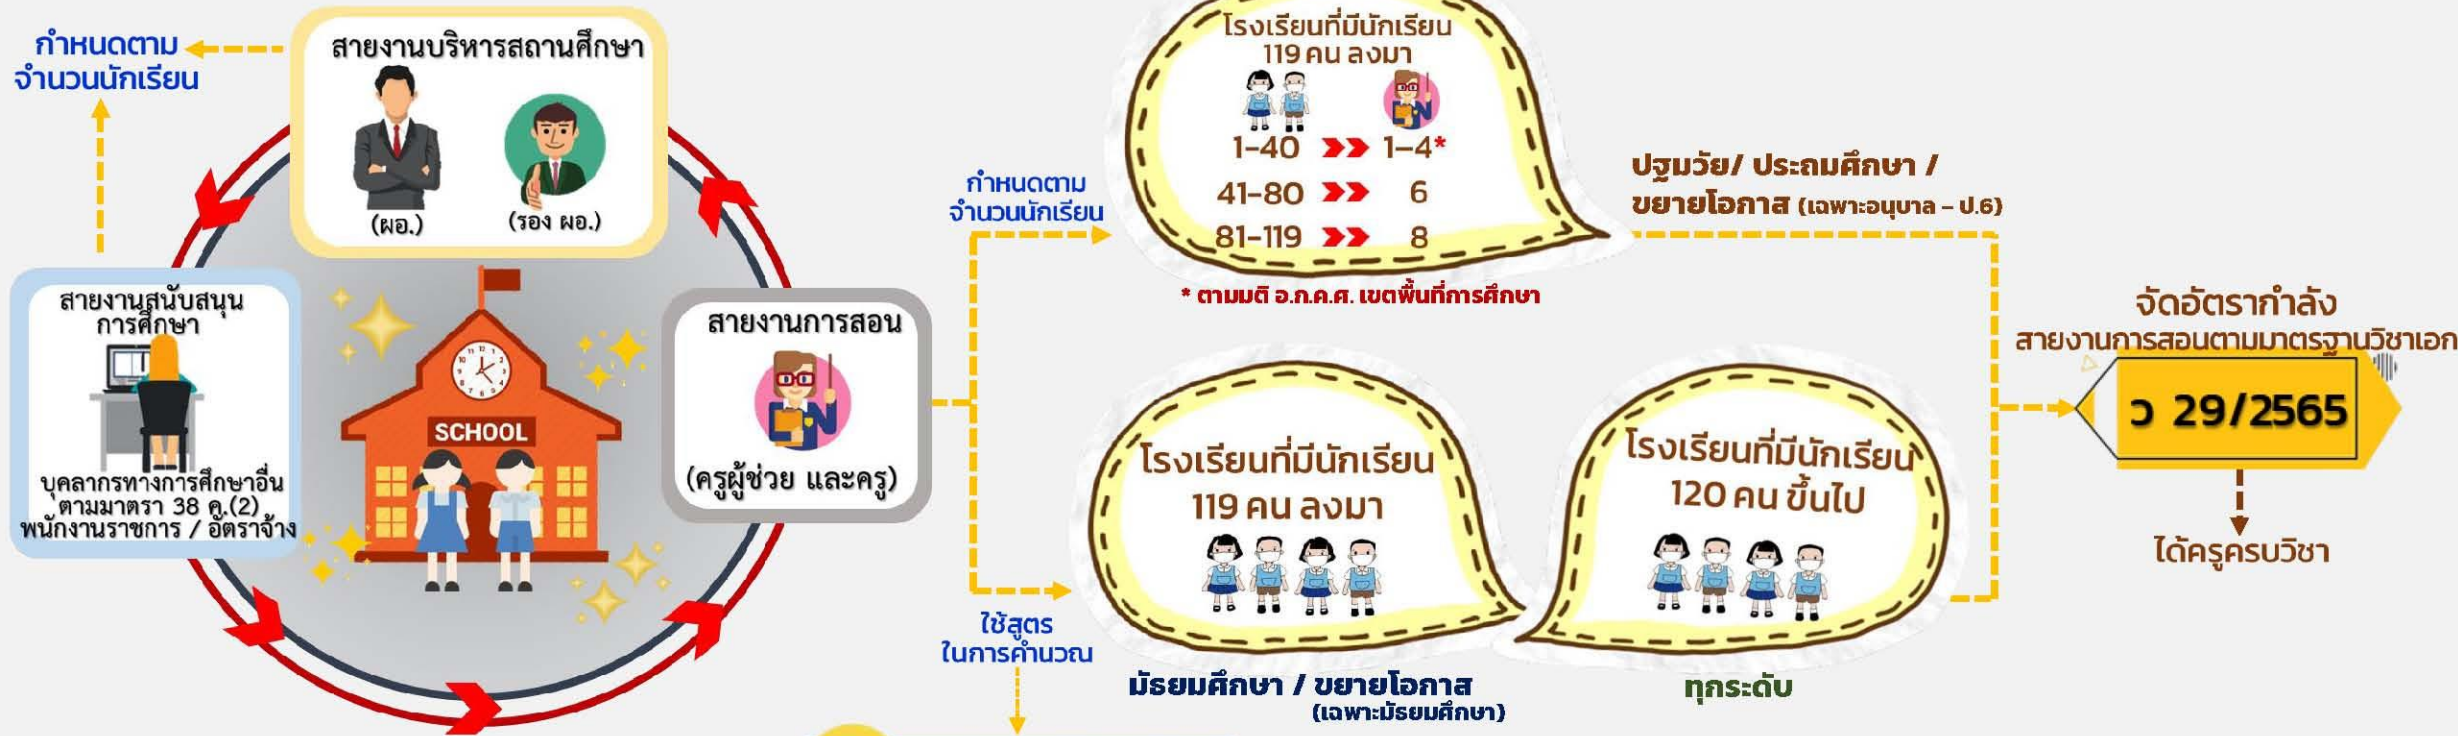 กำหนดตาม
จำนวนนักเรียน
สายงานบริหารสถานศึกษา
(ผอ.)
(รอง ผอ.)
สายงานสนับสนุน
การศึกษา
บุคลากรทางการศึกษาอื่น
ตามมาตรา 38 ค.(2)
พนักงานราชการ / อัตราจ้าง
SCHOOL
สายงานการสอน
(ครูผู้ช่วย และครู)
กำหนดตาม
จำนวนนักเรียน
โรงเรียนที่มีนักเรียน
119 คน ลงมา
1-40 1-4*
41-80 6
81-119 8
* ตามมติ อ.ก.ค.ศ. เขตพื้นที่การศึกษา
ปฐมวัย/ ประถมศึกษา /
ขยายโอกาส (เฉพาะอนุบาล - ป.6)
ใช้สูตร
ในการคำนวณ
โรงเรียนที่มีนักเรียน
119 คน ลงมา
มัธยมศึกษา / ขยายโอกาส
(เฉพาะมัธยมศึกษา)
โรงเรียนที่มีนักเรียน
120 คน ขึ้นไป
ทุกระดับ
จัดอัตรากำลัง
สายงานการสอนตามมาตรฐานวิชาเอก
ว 29/2565
ได้ครูครบวิชา